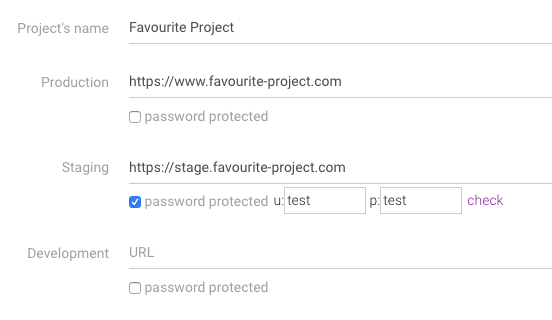 Project's name Favourite Project
Production https://www.favourite-project.com
password protected
Staging https://stage.favourite-project.com
password protected u: test p: test check
Development URL
password protected